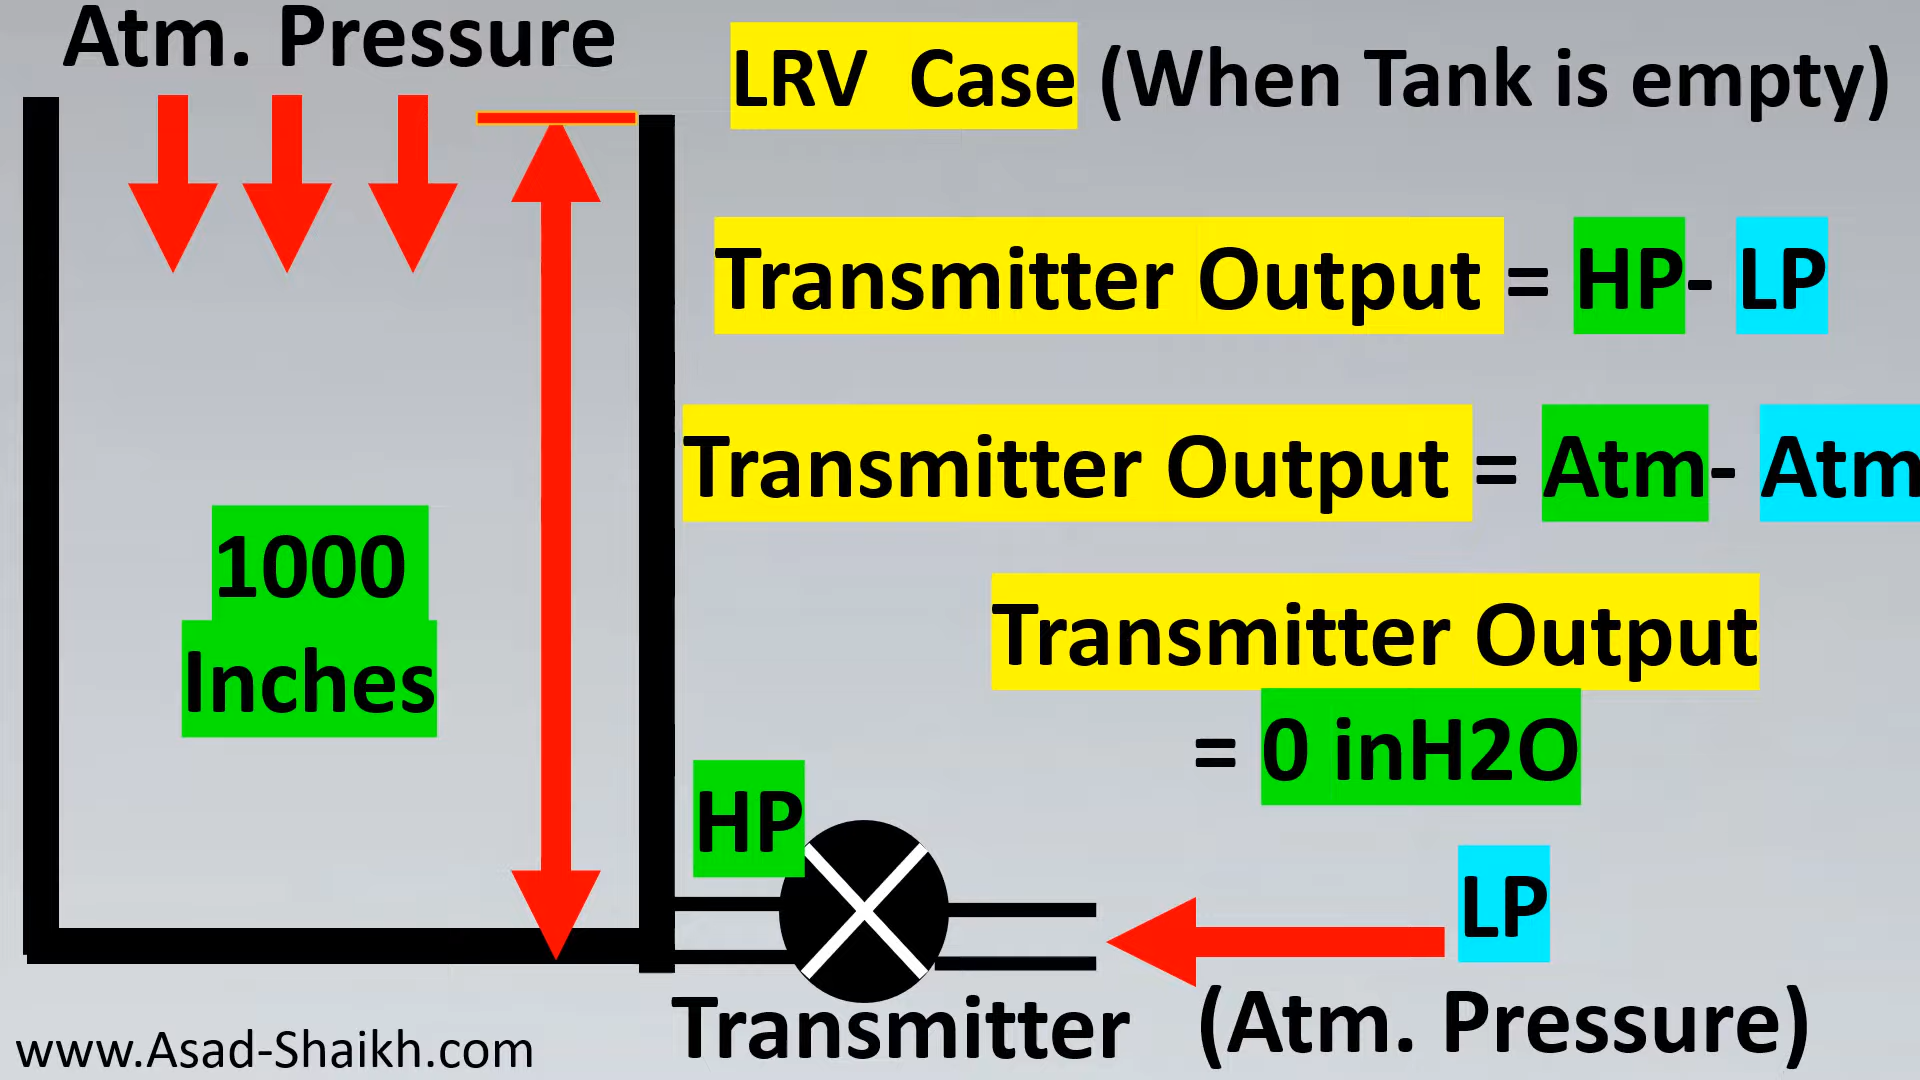 Atm. Pressure
LRV Case (When Tank is empty)
Transmitter Output = HP- LP
Transmitter Output = Atm- Atm
1000
Inches
Transmitter Output
= 0 inH2O
HP
LP
Transmitter
(Atm. Pressure)
www.Asad-Shaikh.com